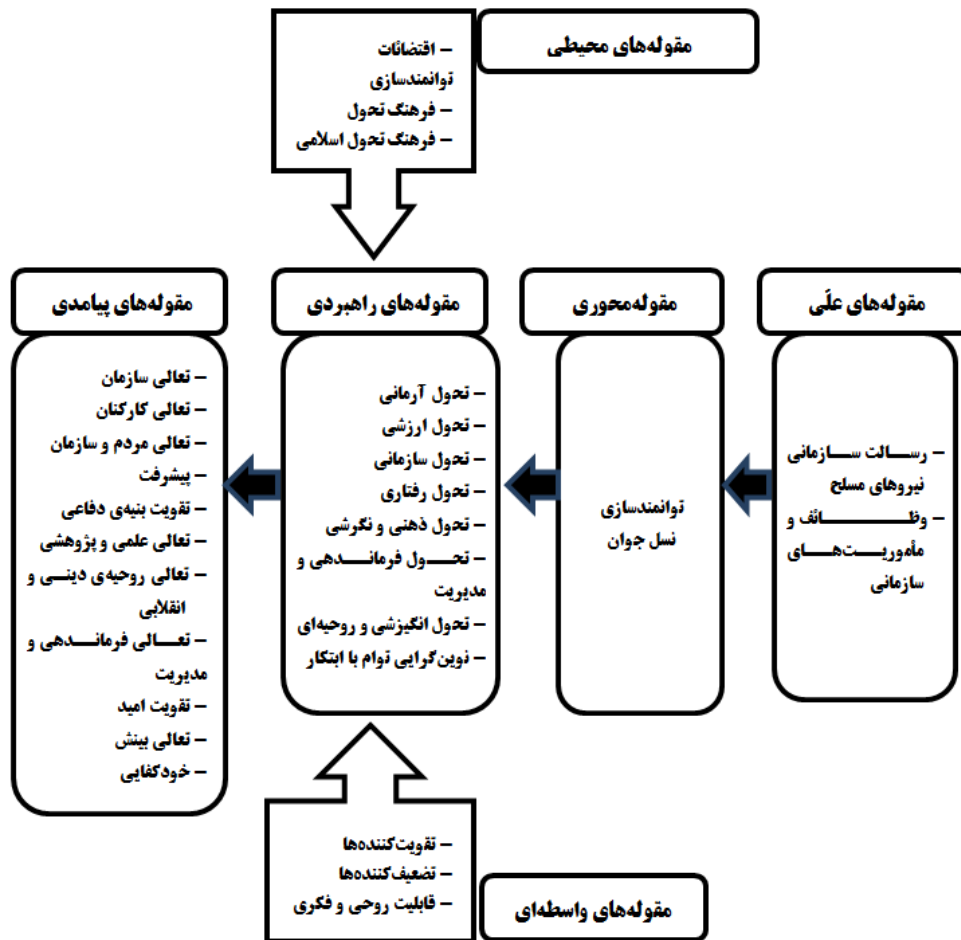 مقوله‌های محیطی
– اقتضائات
توانمندسازی
– فرهنگ تحول
– فرهنگ تحول اسلامی
مقوله‌های علّی
– رسالت سازمانی
نیروهای مسلح
– وظائف و
مأموریت‌های
سازمانی
مقوله‌محوری
توانمندسازی
نسل جوان
مقوله‌های راهبردی
– تحول آرمانی
– تحول ارزشی
– تحول سازمانی
– تحول رفتاری
– تحول ذهنی و نگرشی
– تحول فرماندهی و
مدیریت
– تحول انگیزشی و روحیه‌ای
– نوین‌گرایی توام با ابتکار
مقوله‌های پیامدی
– تعالی سازمان
– تعالی کارکنان
– تعالی مردم و سازمان
– پیشرفت
– تقویت بنیه‌ی دفاعی
– تعالی علمی و پژوهشی
– تعالی روحیه‌ی دینی و
انقلابی
– تعالی فرماندهی و
مدیریت
– تقویت امید
– تعالی بینش
– خودکفایی
– تقویت‌کننده‌ها
– تضعیف‌کننده‌ها
– قابلیت روحی و فکری
مقوله‌های واسطه‌ای